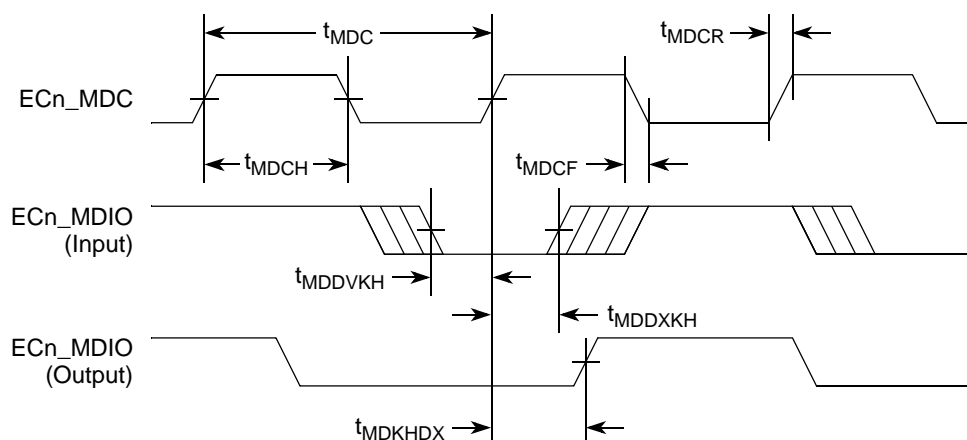 tMDC
tMDCR
ECn_MDC
tMDCH
tMDCF
ECn_MDIO
(Input)
tMDDVKH
tMDDXKH
ECn_MDIO
(Output)
tMDKHDX